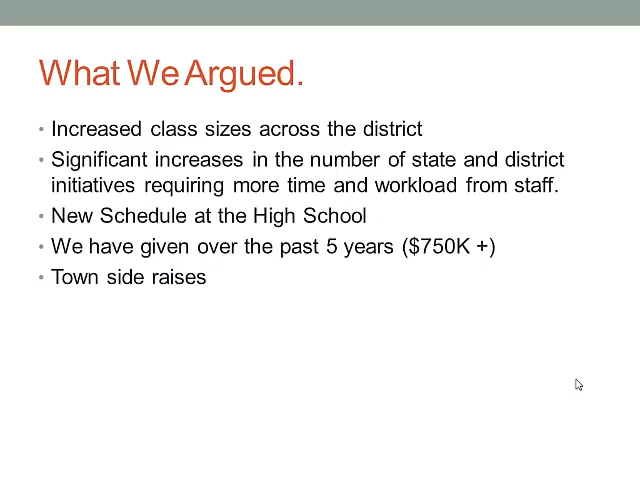 What We Argued.
• Increased class sizes across the district
• Significant increases in the number of state and district
initiatives requiring more time and workload from staff.
• New Schedule at the High School
• We have given over the past 5 years ($750K +)
• Town side raises